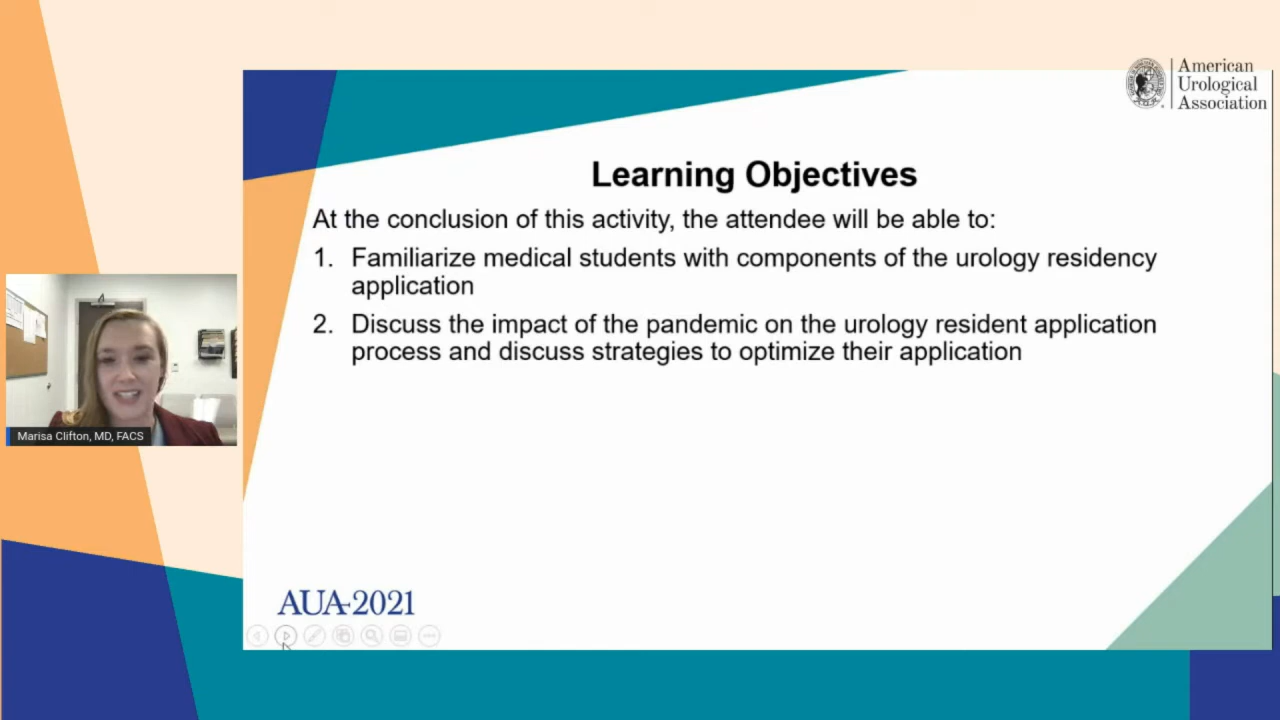 American
Urological
Association
Learning Objectives
At the conclusion of this activity, the attendee will be able to:
1. Familiarize medical students with components of the urology residency
application
2. Discuss the impact of the pandemic on the urology resident application
process and discuss strategies to optimize their application
Marisa Clifton, MD, FACS
AUA·2021